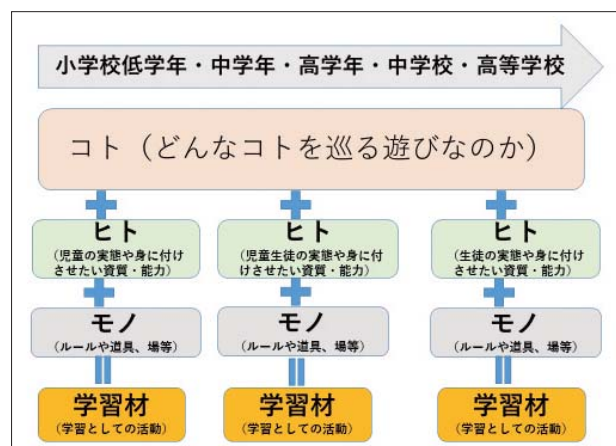 小学校低学年・中学年・高学年・中学校・高等学校
コト（どんなコトを巡る遊びなのか）
ヒト
（児童の実態や身に付け
させたい資質・能力）
ヒト
（児童生徒の実態や身に付
けさせたい資質・能力）
ヒト
（生徒の実態や身に付け
させたい資質・能力）
モノ
（ルールや道具、場等）
モノ
（ルールや道具、場等）
モノ
（ルールや道具、場等）
学習材
（学習としての活動）
学習材
（学習としての活動）
学習材
（学習としての活動）